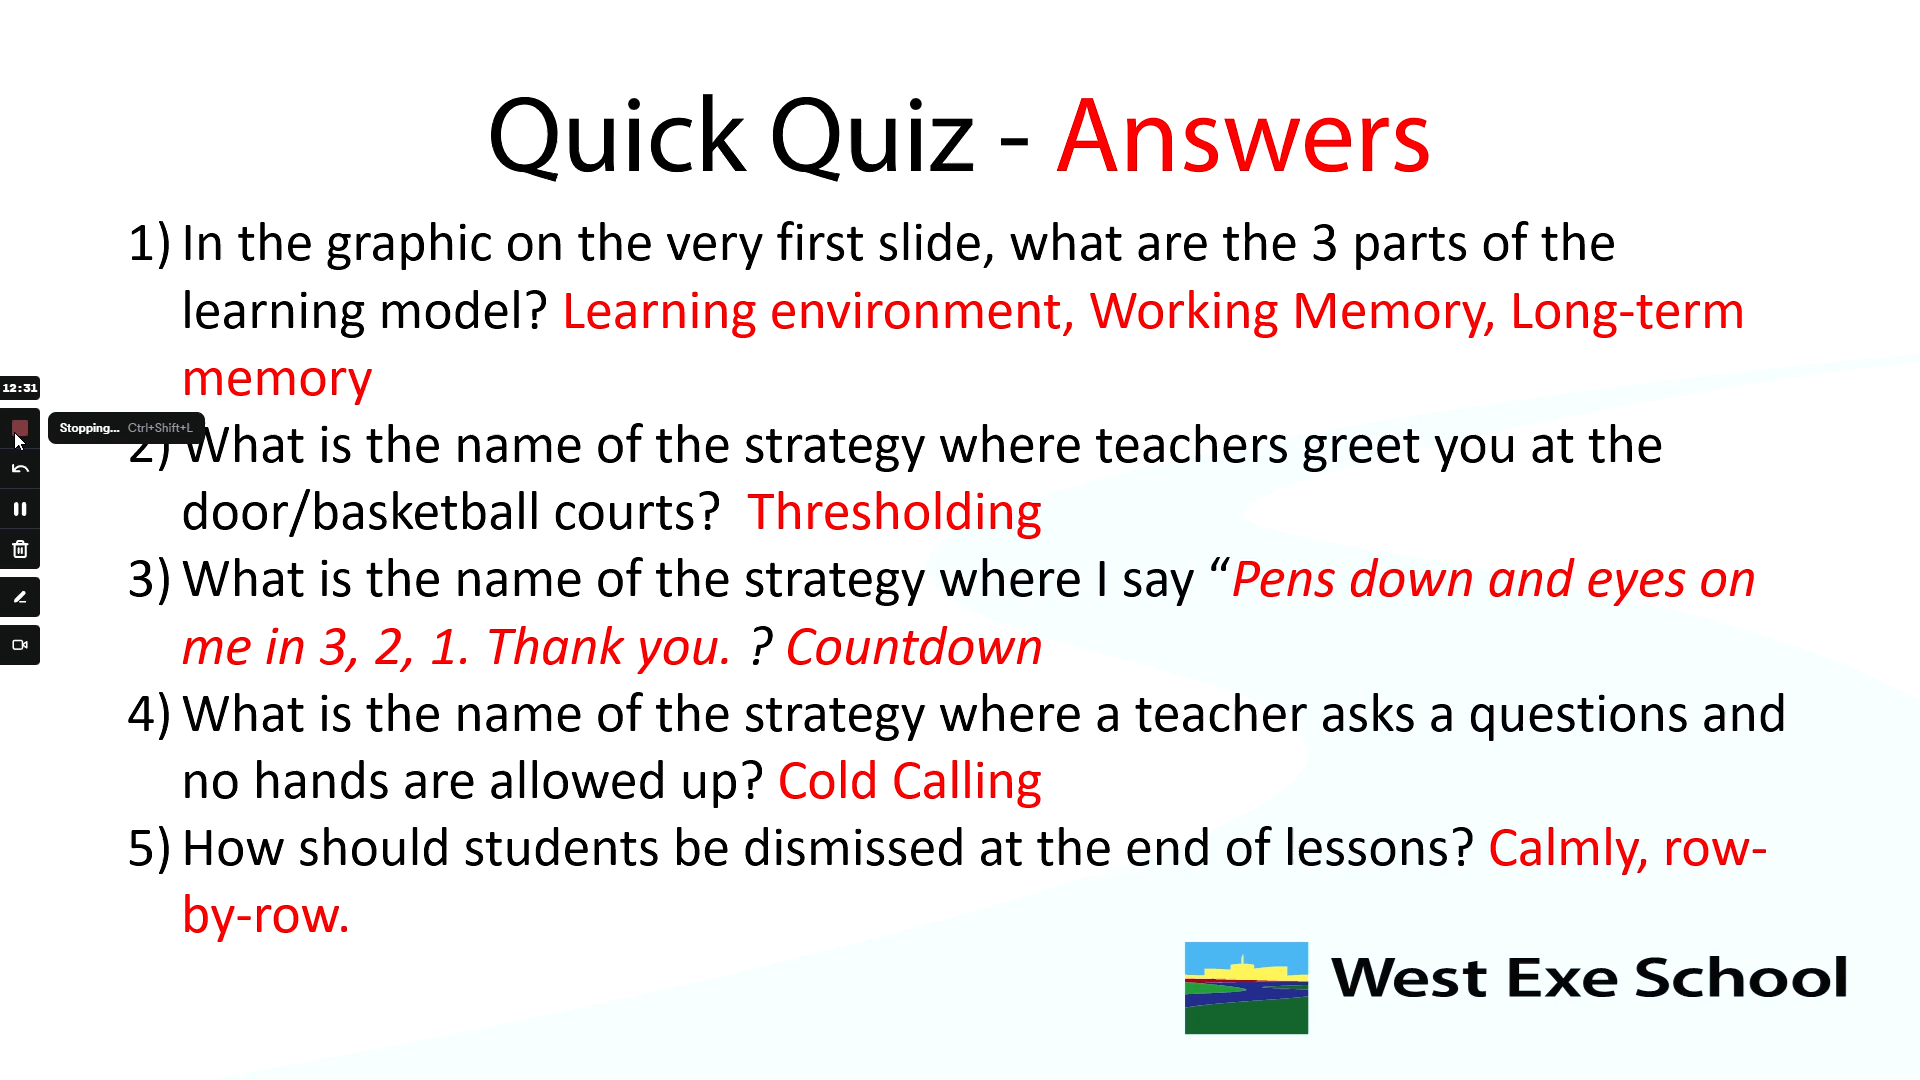 Quick Quiz - Answers
1) In the graphic on the very first slide, what are the 3 parts of the
learning model? Learning environment, Working Memory, Long-term
memory
12:31
Stopping... Ctrl+Shift+L
2) What is the name of the strategy where teachers greet you at the
door/basketball courts? Thresholding
3) What is the name of the strategy where I say “Pens down and eyes on
me in 3, 2, 1. Thank you. ? Countdown
4) What is the name of the strategy where a teacher asks a questions and
no hands are allowed up? Cold Calling
5) How should students be dismissed at the end of lessons? Calmly, row-
by-row.
West Exe School